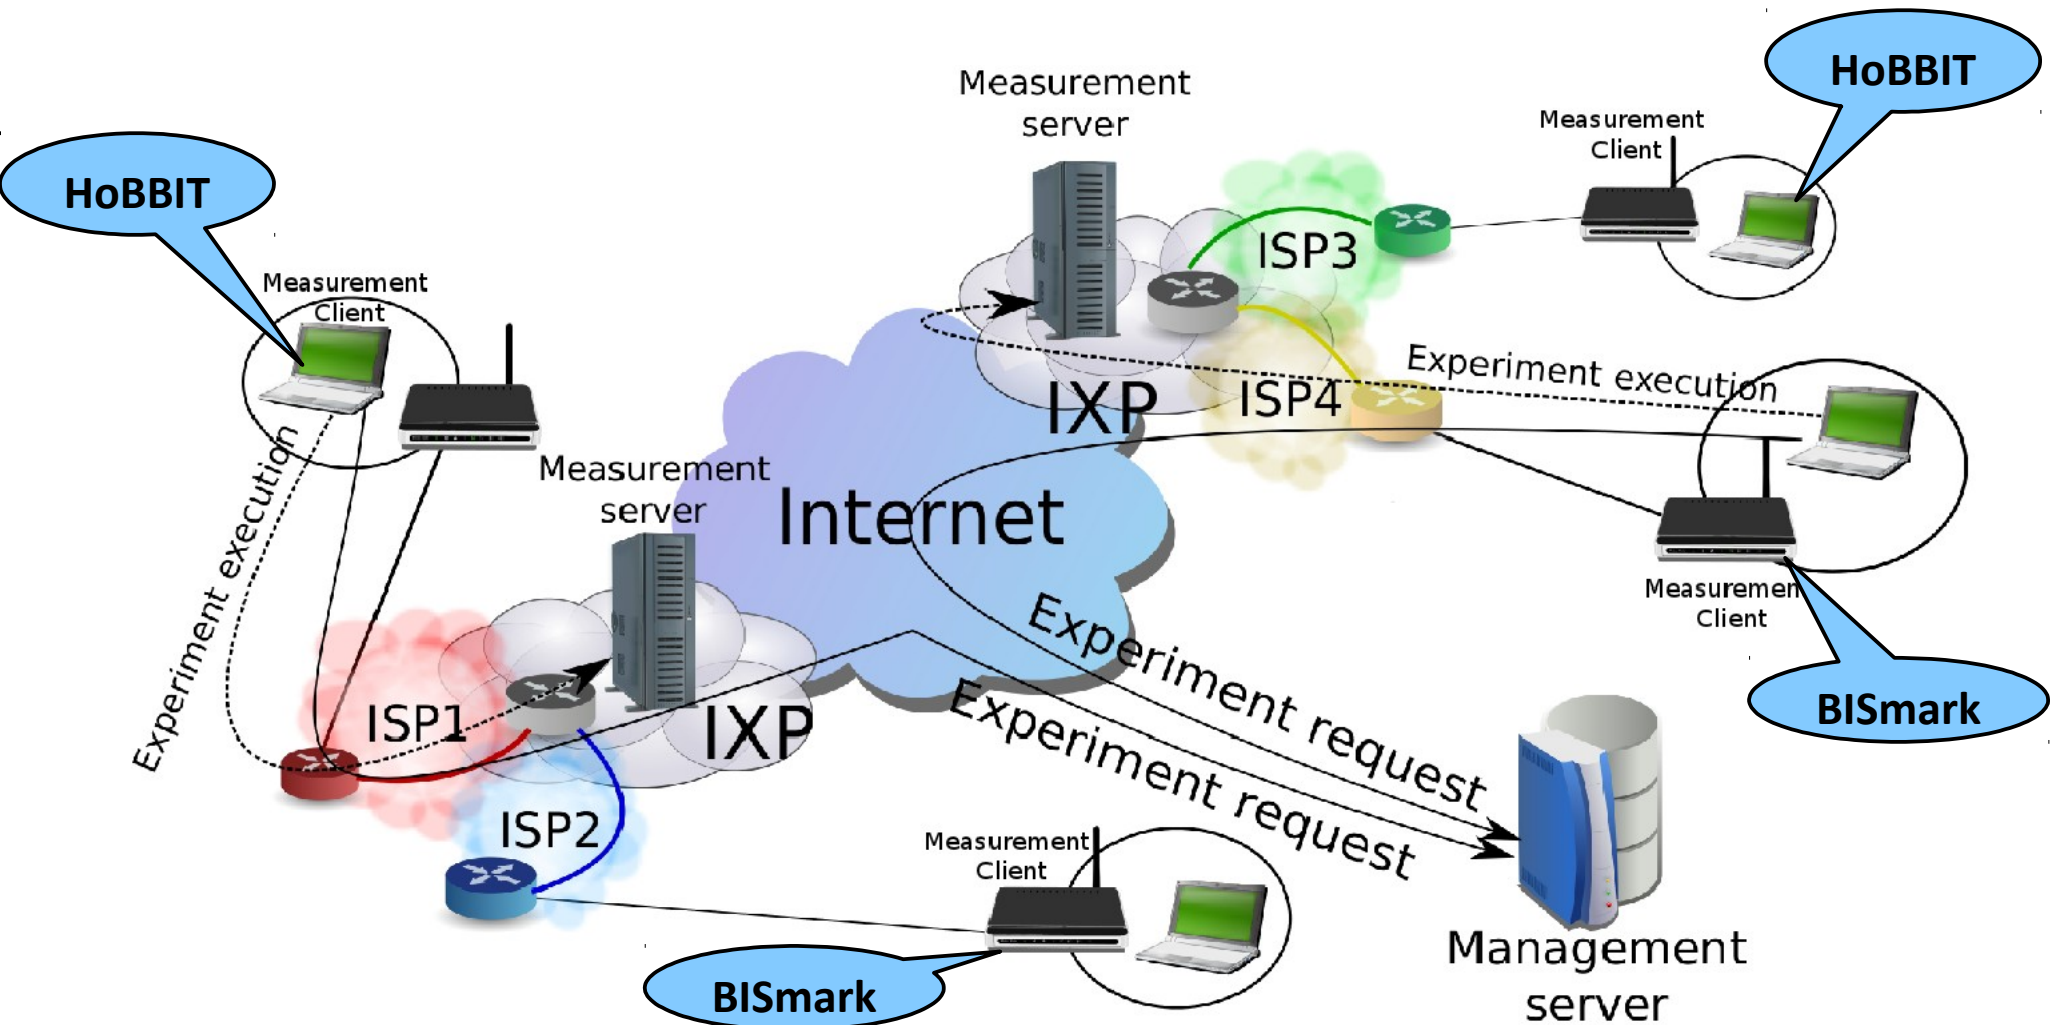 HoBBIT
Measurement
server
Measurement
Client
HoBBIT
Measurement
Client
ISP3
Experiment execution
IXP
ISP4
Measurement
server
Internet
Experiment execution
Measuremen
Client
BISmark
Experiment request
Experiment request
ISP1
IXP
ISP2
Measurement
Client
BISmark
Management
server